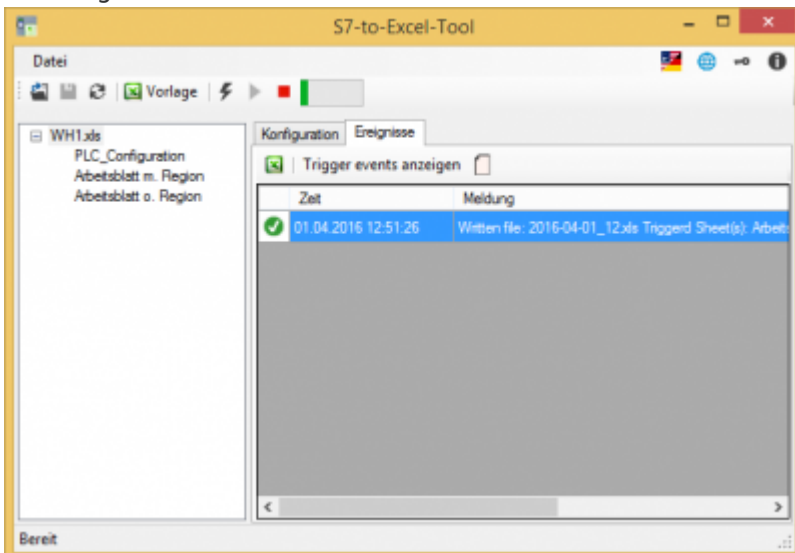 S7-to-Excel-Tool
Datei
Vorlage
WH1.xls
PLC_Configuration
Arbeitsblatt m. Region
Arbeitsblatt o. Region
Konfiguration Ereignisse
Trigger events anzeigen
Zeit Meldung
01.04.2016 12:51:26 Written file: 2016-04-01_12.xls Triggerd Sheet(s): Arbeits
Bereit